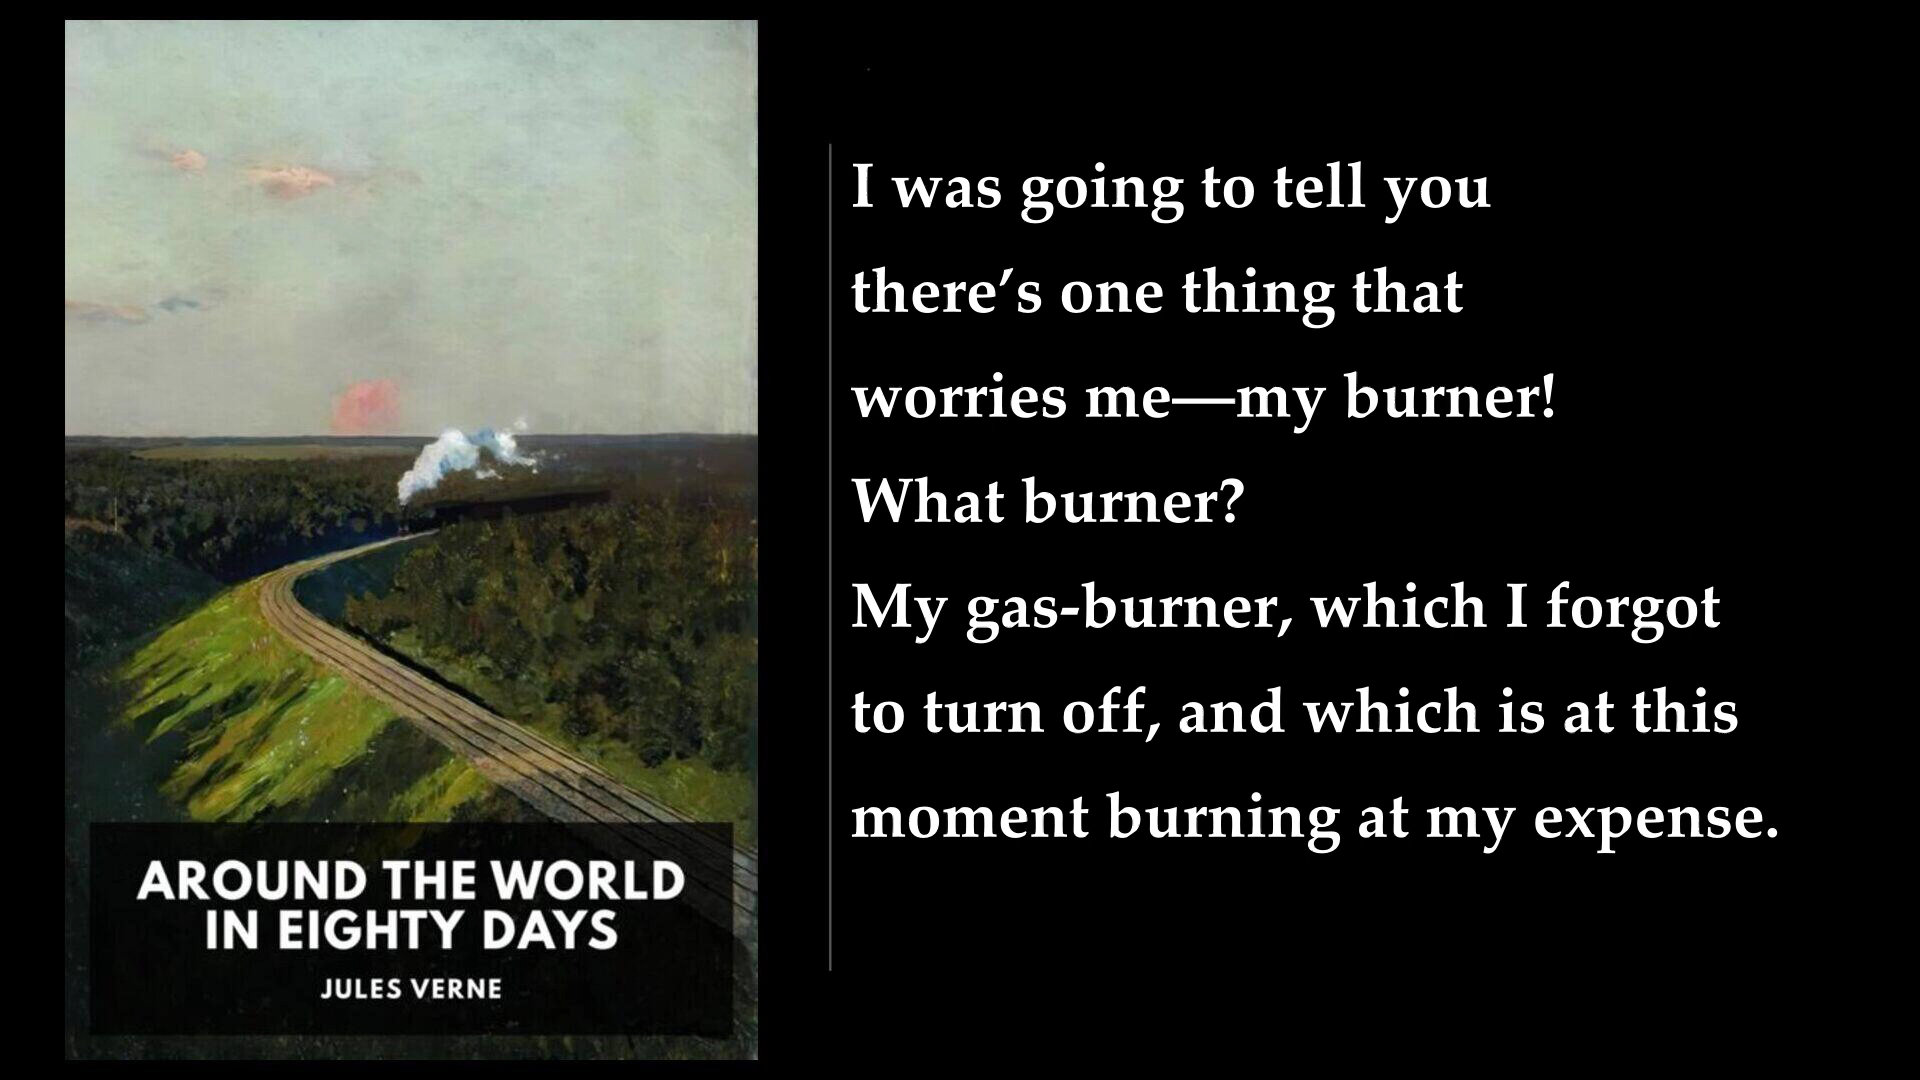 AROUND THE WORLD
IN EIGHTY DAYS
JULES VERNE
I was going to tell you
there’s one thing that
worries me—my burner!
What burner?
My gas-burner, which I forgot
to turn off, and which is at this
moment burning at my expense.